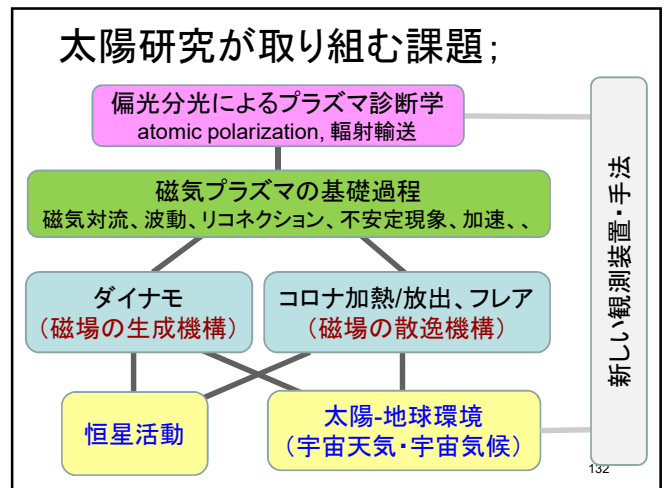 太陽研究が取り組む課題;
偏光分光によるプラズマ診断学
atomic polarization, 輻射輸送
磁気プラズマの基礎過程
磁気対流、波動、リコネクション、不安定現象、加速、、
ダイナモ
（磁場の生成機構）
コロナ加熱/放出、フレア
（磁場の散逸機構）
恒星活動
太陽-地球環境
（宇宙天気・宇宙気候）
新しい観測装置・手法
132